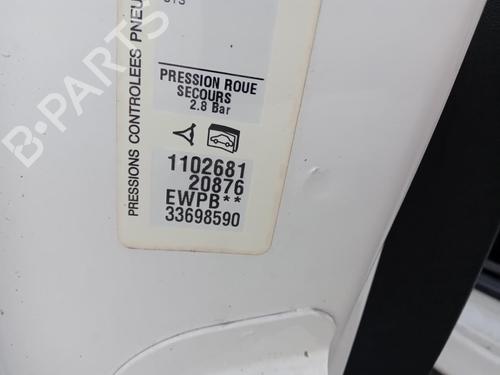 PRESSIONS CONTROLEES PNEU
PRESSION ROUE
SECOURS
2.8 Bar
1102681
20876
EWPB**
33698590
B-PARTS